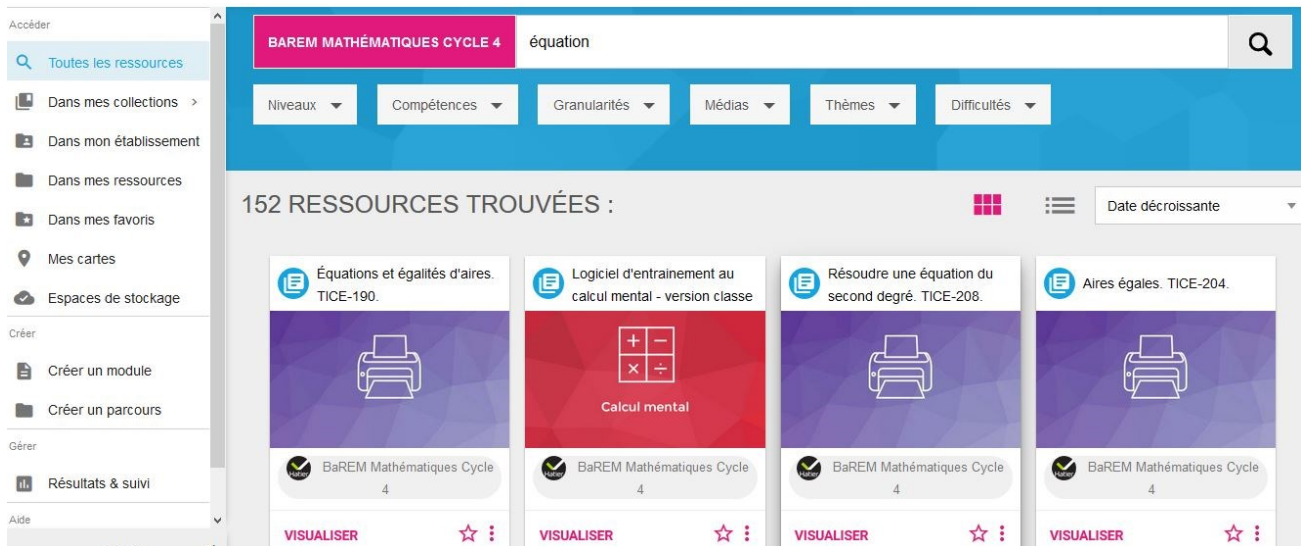 Accéder
Toutes les ressources
Dans mes collections
Dans mon établissement
Dans mes ressources
Dans mes favoris
Mes cartes
Espaces de stockage
Créer
Créer un module
Créer un parcours
Gérer
Résultats & suivi
Aide
BAREM MATHÉMATIQUES CYCLE 4 équation
Niveaux Compétences Granularités Médias Thèmes Difficultés
152 RESSOURCES TROUVÉES :
Date décroissante
Équations et égalités d'aires.
TICE-190.
BaREM Mathématiques Cycle
4
VISUALISER
Logiciel d'entrainement au
calcul mental - version classe
Calcul mental
BaREM Mathématiques Cycle
4
VISUALISER
Résoudre une équation du
second degré. TICE-208.
BaREM Mathématiques Cycle
4
VISUALISER
Aires égales. TICE-204.
BaREM Mathématiques Cycle
4
VISUALISER